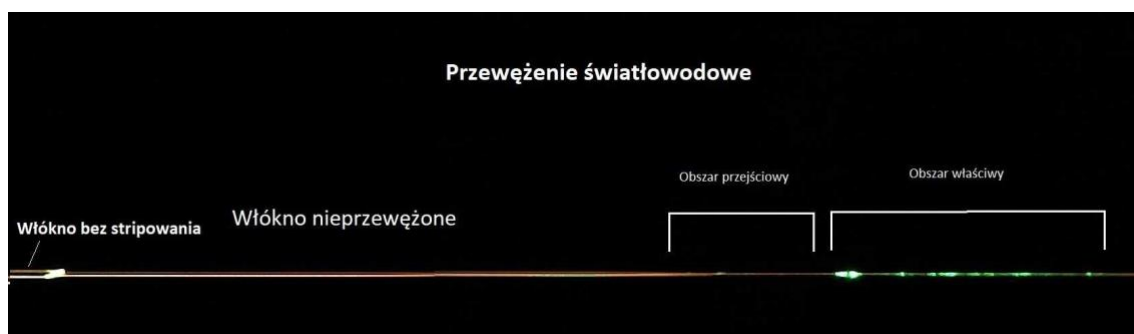 Przewężenie światłowodowe
Obszar przejściowy
Obszar właściwy
Włókno nieprzewężone
Włókno bez stripowania